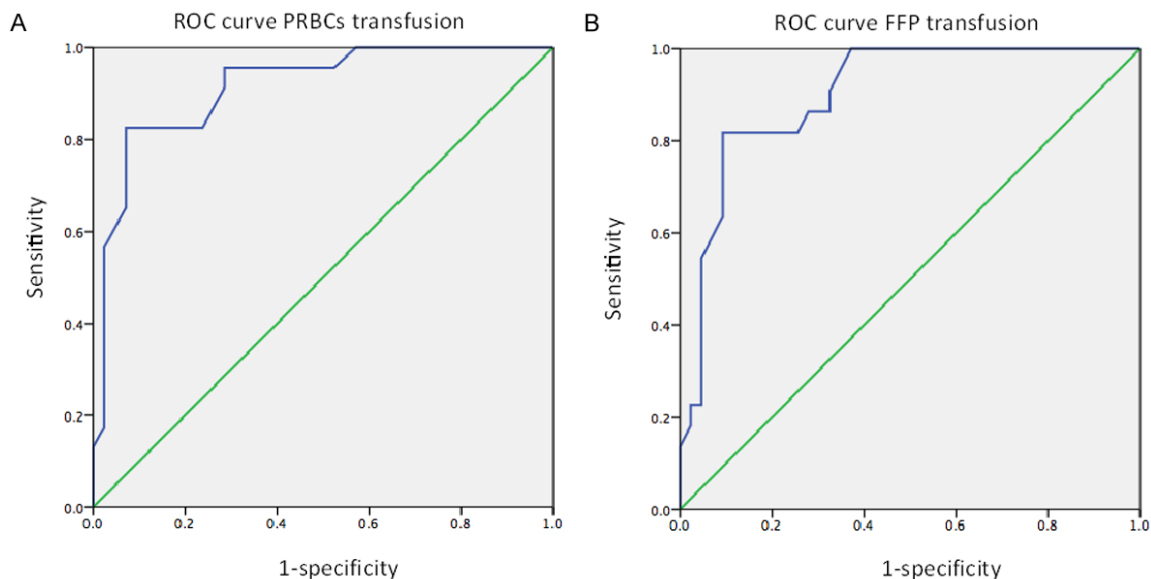 A
ROC curve PRBCs transfusion
1.0
0.8
0.6
0.4
0.2
0.0
Sensitivity
0.0 0.2 0.4 0.6 0.8 1.0
1-specificity
B
ROC curve FFP transfusion
1.0
0.8
0.6
0.4
0.2
0.0
Sensitivity
0.0 0.2 0.4 0.6 0.8 1.0
1-specificity